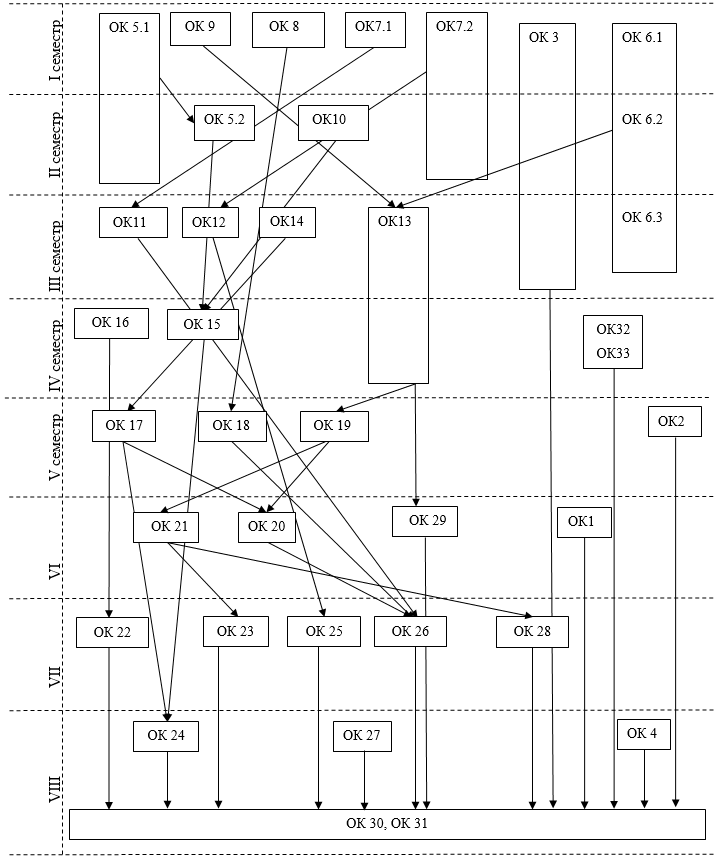 I семестр
ОК 5.1
ОК 9
ОК 8
ОК7.1
ОК7.2
ОК 3
ОК 6.1
II семестр
ОК 5.2
ОК10
ОК 6.2
III семестр
ОК11
ОК12
ОК14
ОК13
ОК 6.3
IV семестр
ОК 16
ОК 15
ОК32
ОК33
V семестр
ОК 17
ОК 18
ОК 19
ОК2
VI
ОК 21
ОК 20
ОК 29
ОК1
VII
ОК 22
ОК 23
ОК 25
ОК 26
ОК 28
VIII
ОК 24
ОК 27
ОК 4
ОК 30, ОК 31